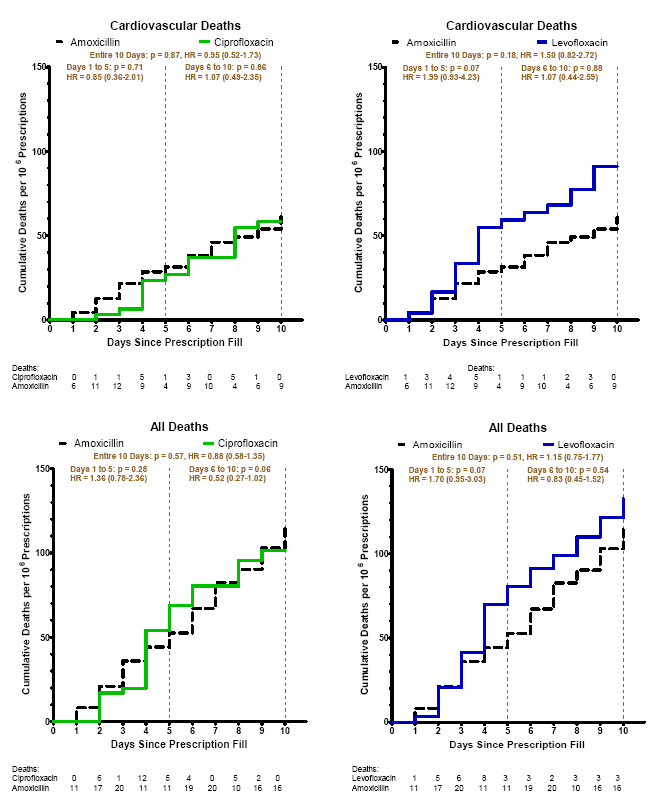 Cardiovascular Deaths
Amoxicillin Ciprofloxacin
Entire 10 Days: p = 0.87, HR = 0.95 (0.52-1.73)
Days 1 to 5: p = 0.71 Days 6 to 10: p = 0.86
HR = 0.85 (0.36-2.01) HR = 1.07 (0.49-2.35)
Cumulative Deaths per 10 6 Prescriptions
150
100
50
0
0 1 2 3 4 5 6 7 8 9 10
Days Since Prescription Fill
Deaths:
Ciprofloxacin 0 1 1 5 1 3 0 5 1 0
Amoxicillin 6 11 12 9 4 9 10 4 6 9
Cardiovascular Deaths
Amoxicillin Levofloxacin
Entire 10 Days: p = 0.18, HR = 1.50 (0.82-2.72)
Days 1 to 5: p = 0.07 Days 6 to 10: p = 0.88
HR = 1.99 (0.93-4.23) HR = 1.07 (0.44-2.59)
Cumulative Deaths per 10 6 Prescriptions
150
100
50
0
0 1 2 3 4 5 6 7 8 9 10
Days Since Prescription Fill
Deaths:
Levofloxacin 1 3 4 5 1 1 1 2 3 0
Amoxicillin 6 11 12 9 4 9 10 4 6 9
All Deaths
Amoxicillin Ciprofloxacin
Entire 10 Days: p = 0.57, HR = 0.88 (0.58-1.35)
Days 1 to 5: p = 0.28 Days 6 to 10: p = 0.06
HR = 1.36 (0.78-2.36) HR = 0.52 (0.27-1.02)
Cumulative Deaths per 10 6 Prescriptions
150
100
50
0
0 1 2 3 4 5 6 7 8 9 10
Days Since Prescription Fill
Deaths:
Ciprofloxacin 0 6 1 12 5 4 0 5 2 0
Amoxicillin 11 17 20 11 11 19 20 10 16 16
All Deaths
Amoxicillin Levofloxacin
Entire 10 Days: p = 0.51, HR = 1.15 (0.75-1.77)
Days 1 to 5: p = 0.07 Days 6 to 10: p = 0.54
HR = 1.70 (0.95-3.03) HR = 0.83 (0.45-1.52)
Cumulative Deaths per 10 6 Prescriptions
150
100
50
0
0 1 2 3 4 5 6 7 8 9 10
Days Since Prescription Fill
Deaths:
Levofloxacin 1 5 6 8 3 3 2 3 3 3
Amoxicillin 11 17 20 11 11 19 20 10 16 16